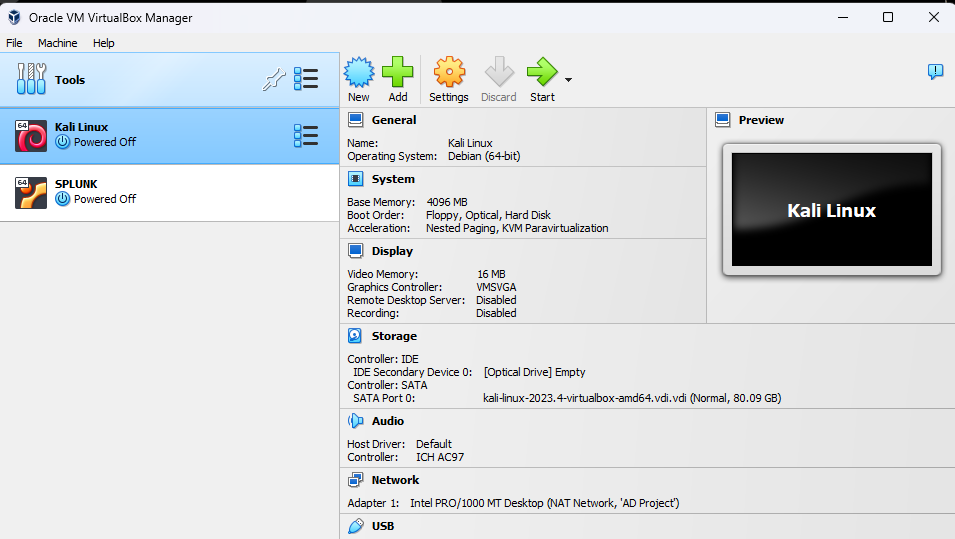 Oracle VM VirtualBox Manager
File Machine Help
Tools
64
Kali Linux
Powered Off
64
SPLUNK
Powered Off
New Add Settings Discard Start
General
Name: Kali Linux
Operating System: Debian (64-bit)
System
Base Memory: 4096 MB
Boot Order: Floppy, Optical, Hard Disk
Acceleration: Nested Paging, KVM Paravirtualization
Display
Video Memory: 16 MB
Graphics Controller: VMSVGA
Remote Desktop Server: Disabled
Recording: Disabled
Preview
Kali Linux
Storage
Controller: IDE
IDE Secondary Device 0: [Optical Drive] Empty
Controller: SATA
SATA Port 0: kali-linux-2023.4-virtualbox-amd64.vdi.vdi (Normal, 80.09 GB)
Audio
Host Driver: Default
Controller: ICH AC97
Network
Adapter 1: Intel PRO/1000 MT Desktop (NAT Network, 'AD Project')
USB